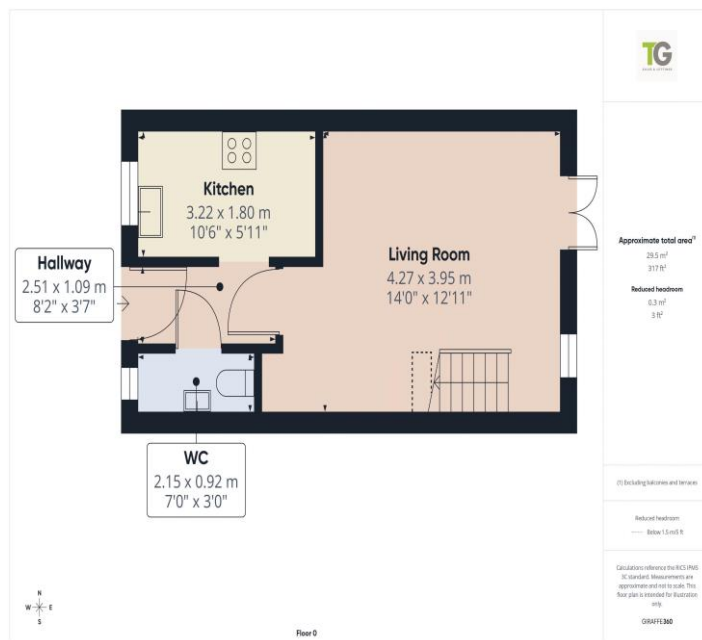 TG
Kitchen
3.22 x 1.80 m
10'6" x 5'11"
Hallway
2.51 x 1.09 m
8'2" x 3'7"
Living Room
4.27 x 3.95 m
14'0" x 12'11"
WC
2.15 x 0.92 m
7'0" x 3'0"
N
W E
S
Floor 0
Approximate total area⁽¹⁾
29.5 m²
317 ft²
Reduced headroom
0.3 m²
3 ft²
(1) Excluding balconies and terraces
Reduced headroom
Below 1.5 m/5 ft
Calculations reference the RICS IPMS
3C standard. Measurements are
approximate and not to scale. This
floor plan is intended for illustration
only.
GIRAFFE360